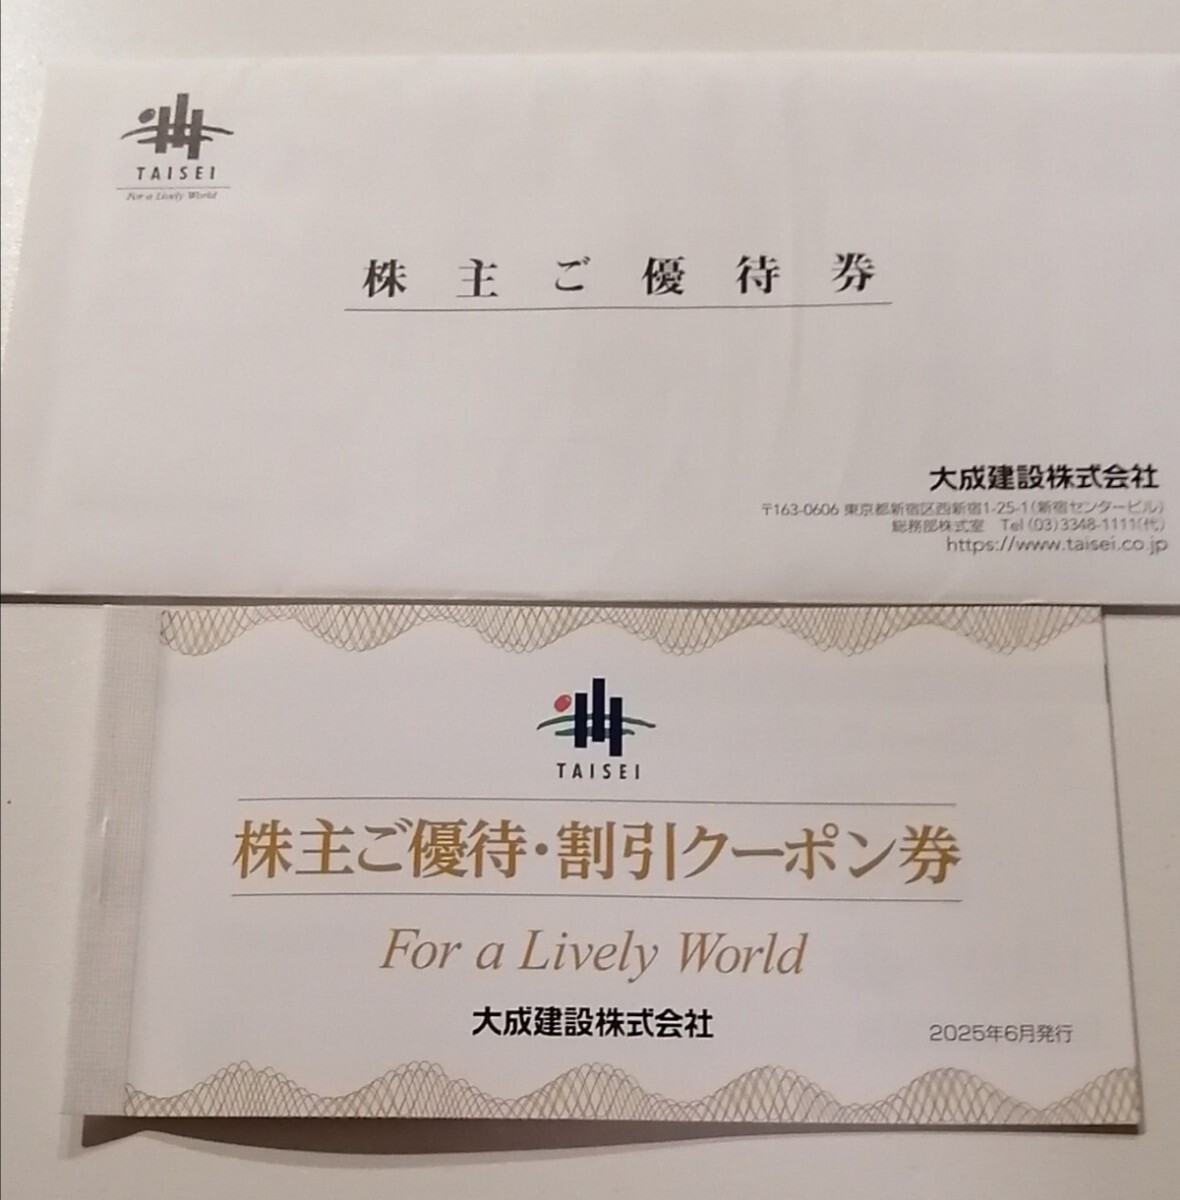 TAISEI
For a Lively World
株主ご優待券
大成建設株式会社
〒163-0606 東京都新宿区西新宿1-25-1(新宿センタービル)
総務部株式室 Tel (03)3348-1111(代)
https://www.taisei.co.jp
TAISEI
株主ご優待・割引クーポン券
For a Lively World
大成建設株式会社
2025年6月発行